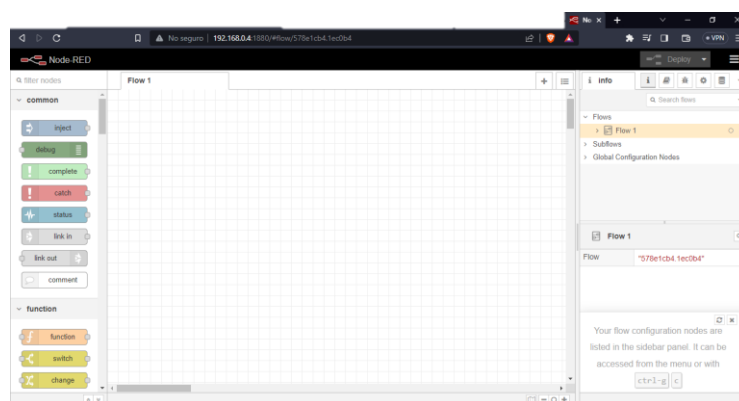 No
No seguro | 192.168.0.4:1880/#flow/578e1cb4.1ec0b4
VPN
Node-RED
Deploy
filter nodes
Flow 1
info
i
Search flows
common
inject
debug
complete
catch
status
link in
link out
comment
function
function
switch
change
Flows
Flow 1
Subflows
Global Configuration Nodes
Flow 1
Flow "578e1cb4.1ec0b4"
Your flow configuration nodes are
listed in the sidebar panel. It can be
accessed from the menu or with
ctrl-g c